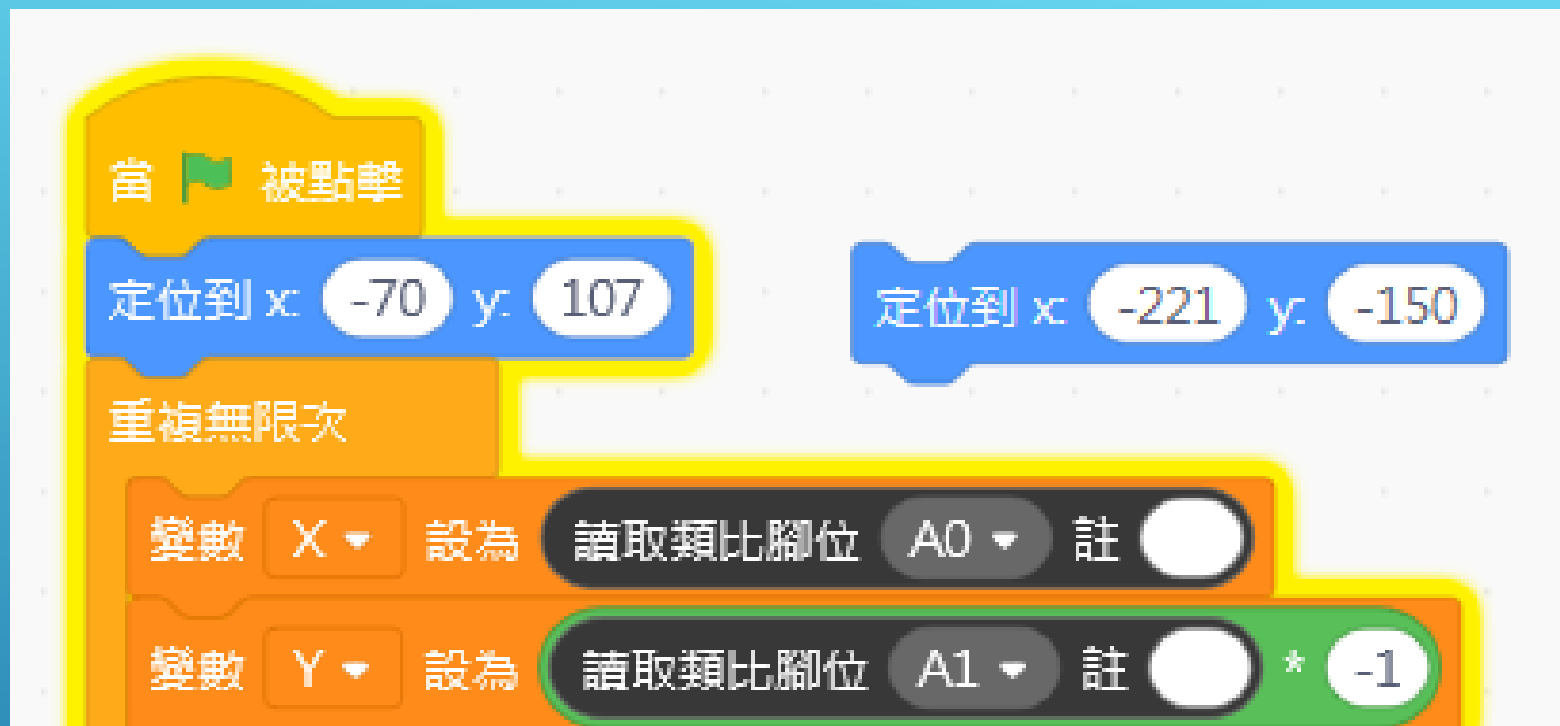 當 被點擊
定位到 x: -70 y: 107
定位到 x: -221 y: -150
重複無限次
變數 X 設為 讀取類比腳位 A0 註
變數 Y 設為 讀取類比腳位 A1 註 * -1